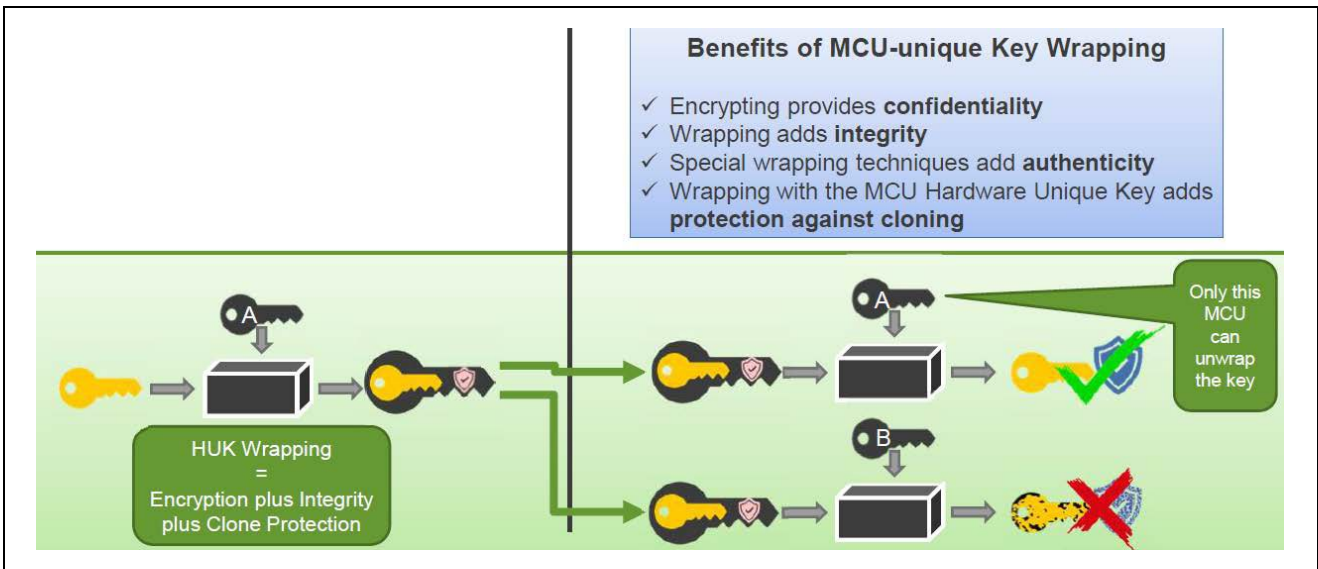 Benefits of MCU-unique Key Wrapping
✓ Encrypting provides confidentiality
✓ Wrapping adds integrity
✓ Special wrapping techniques add authenticity
✓ Wrapping with the MCU Hardware Unique Key adds
protection against cloning
A
A
Only this
MCU
can
unwrap
the key
B
HUK Wrapping
=
Encryption plus Integrity
plus Clone Protection